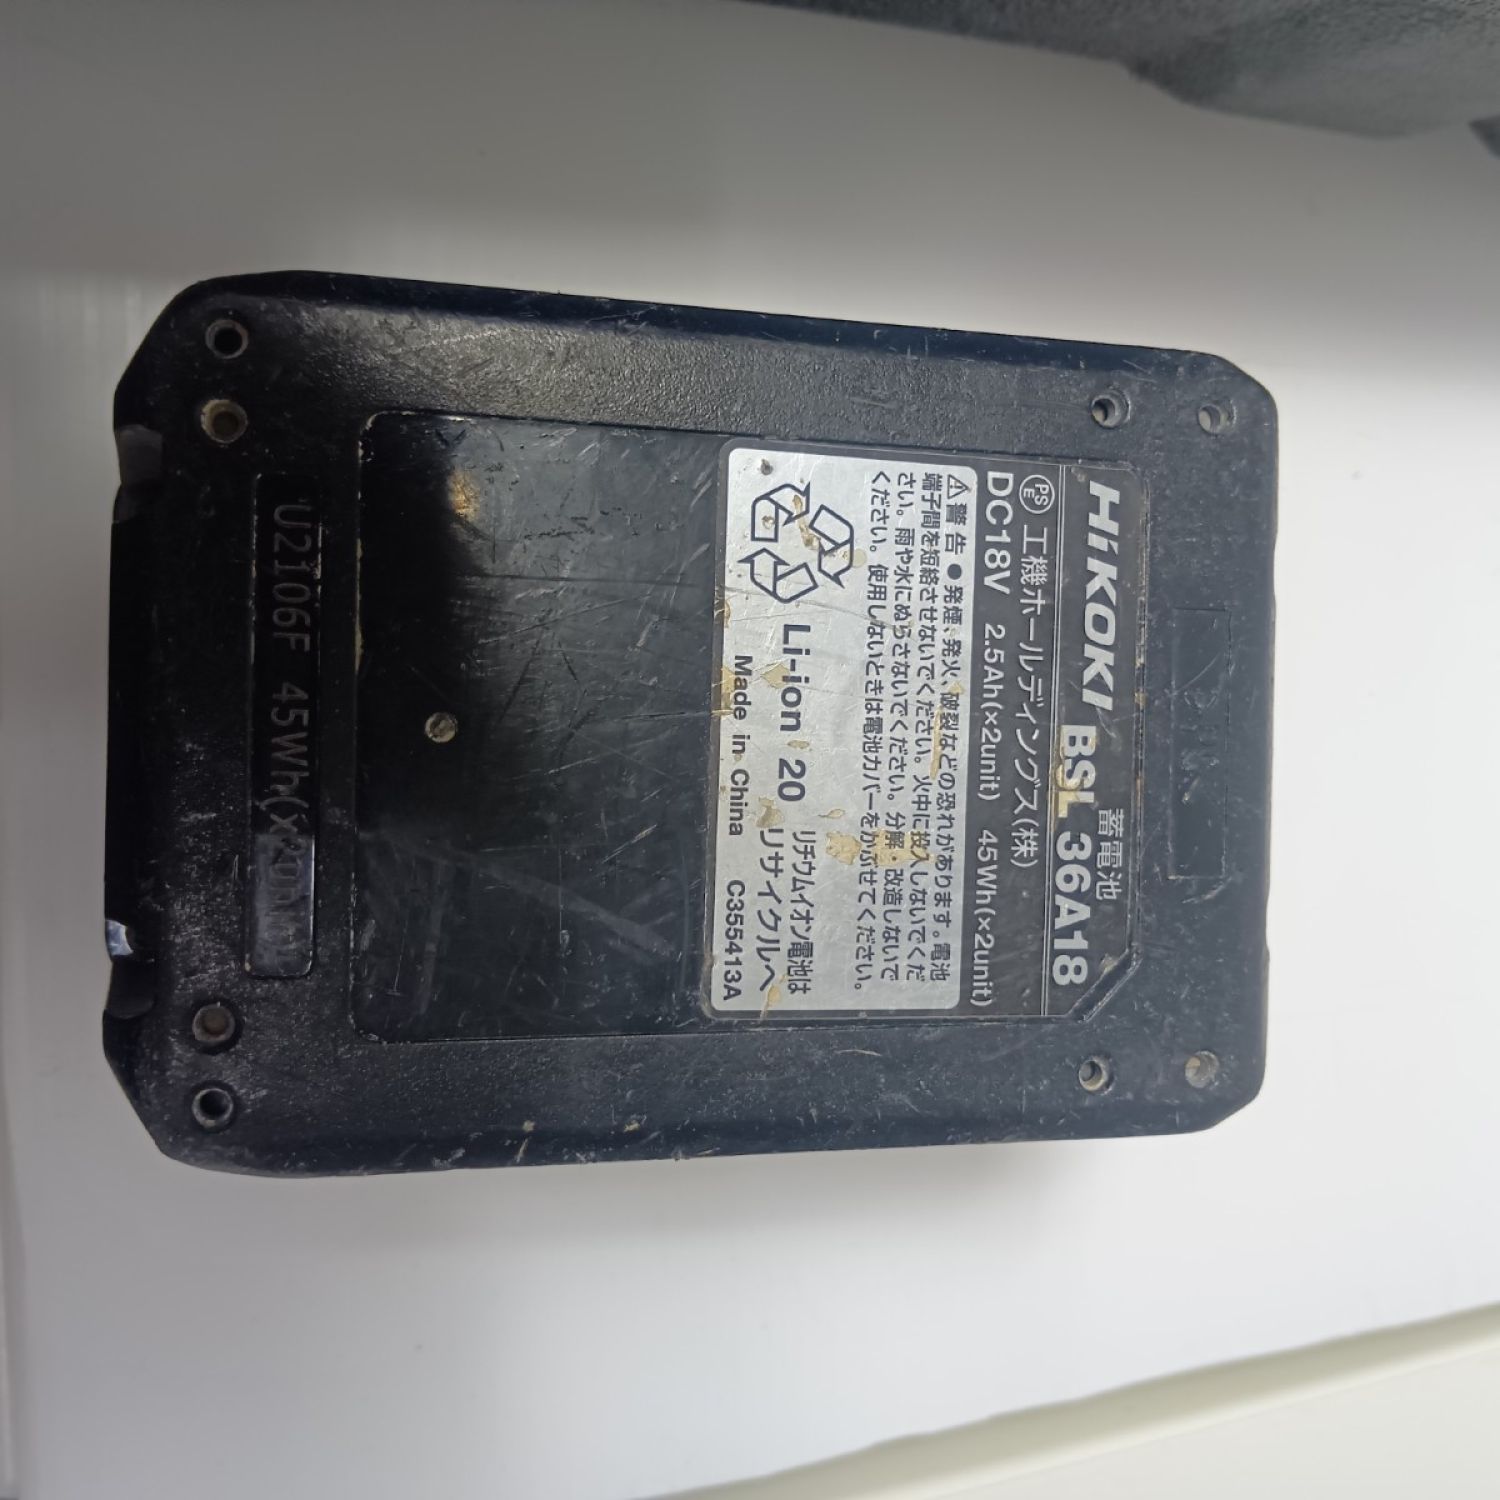 蓄電池
HiKOKI BSL 36A18
PSE 工機ホールディングス(株)
DC18V 2.5Ah(×2unit) 45Wh(×2unit)
⚠警告 ●発煙、発火、破裂などの恐れがあります。電池
端子間を短絡させないでください。火中に投入しないでくだ
さい。雨や水にぬらさないでください。分解・改造しないで
ください。使用しないときは電池カバーをかぶせてください。
Li-ion 20
リチウムイオン電池は
リサイクルへ
Made in China C355413A
U2106F 45Wh(x2unit)